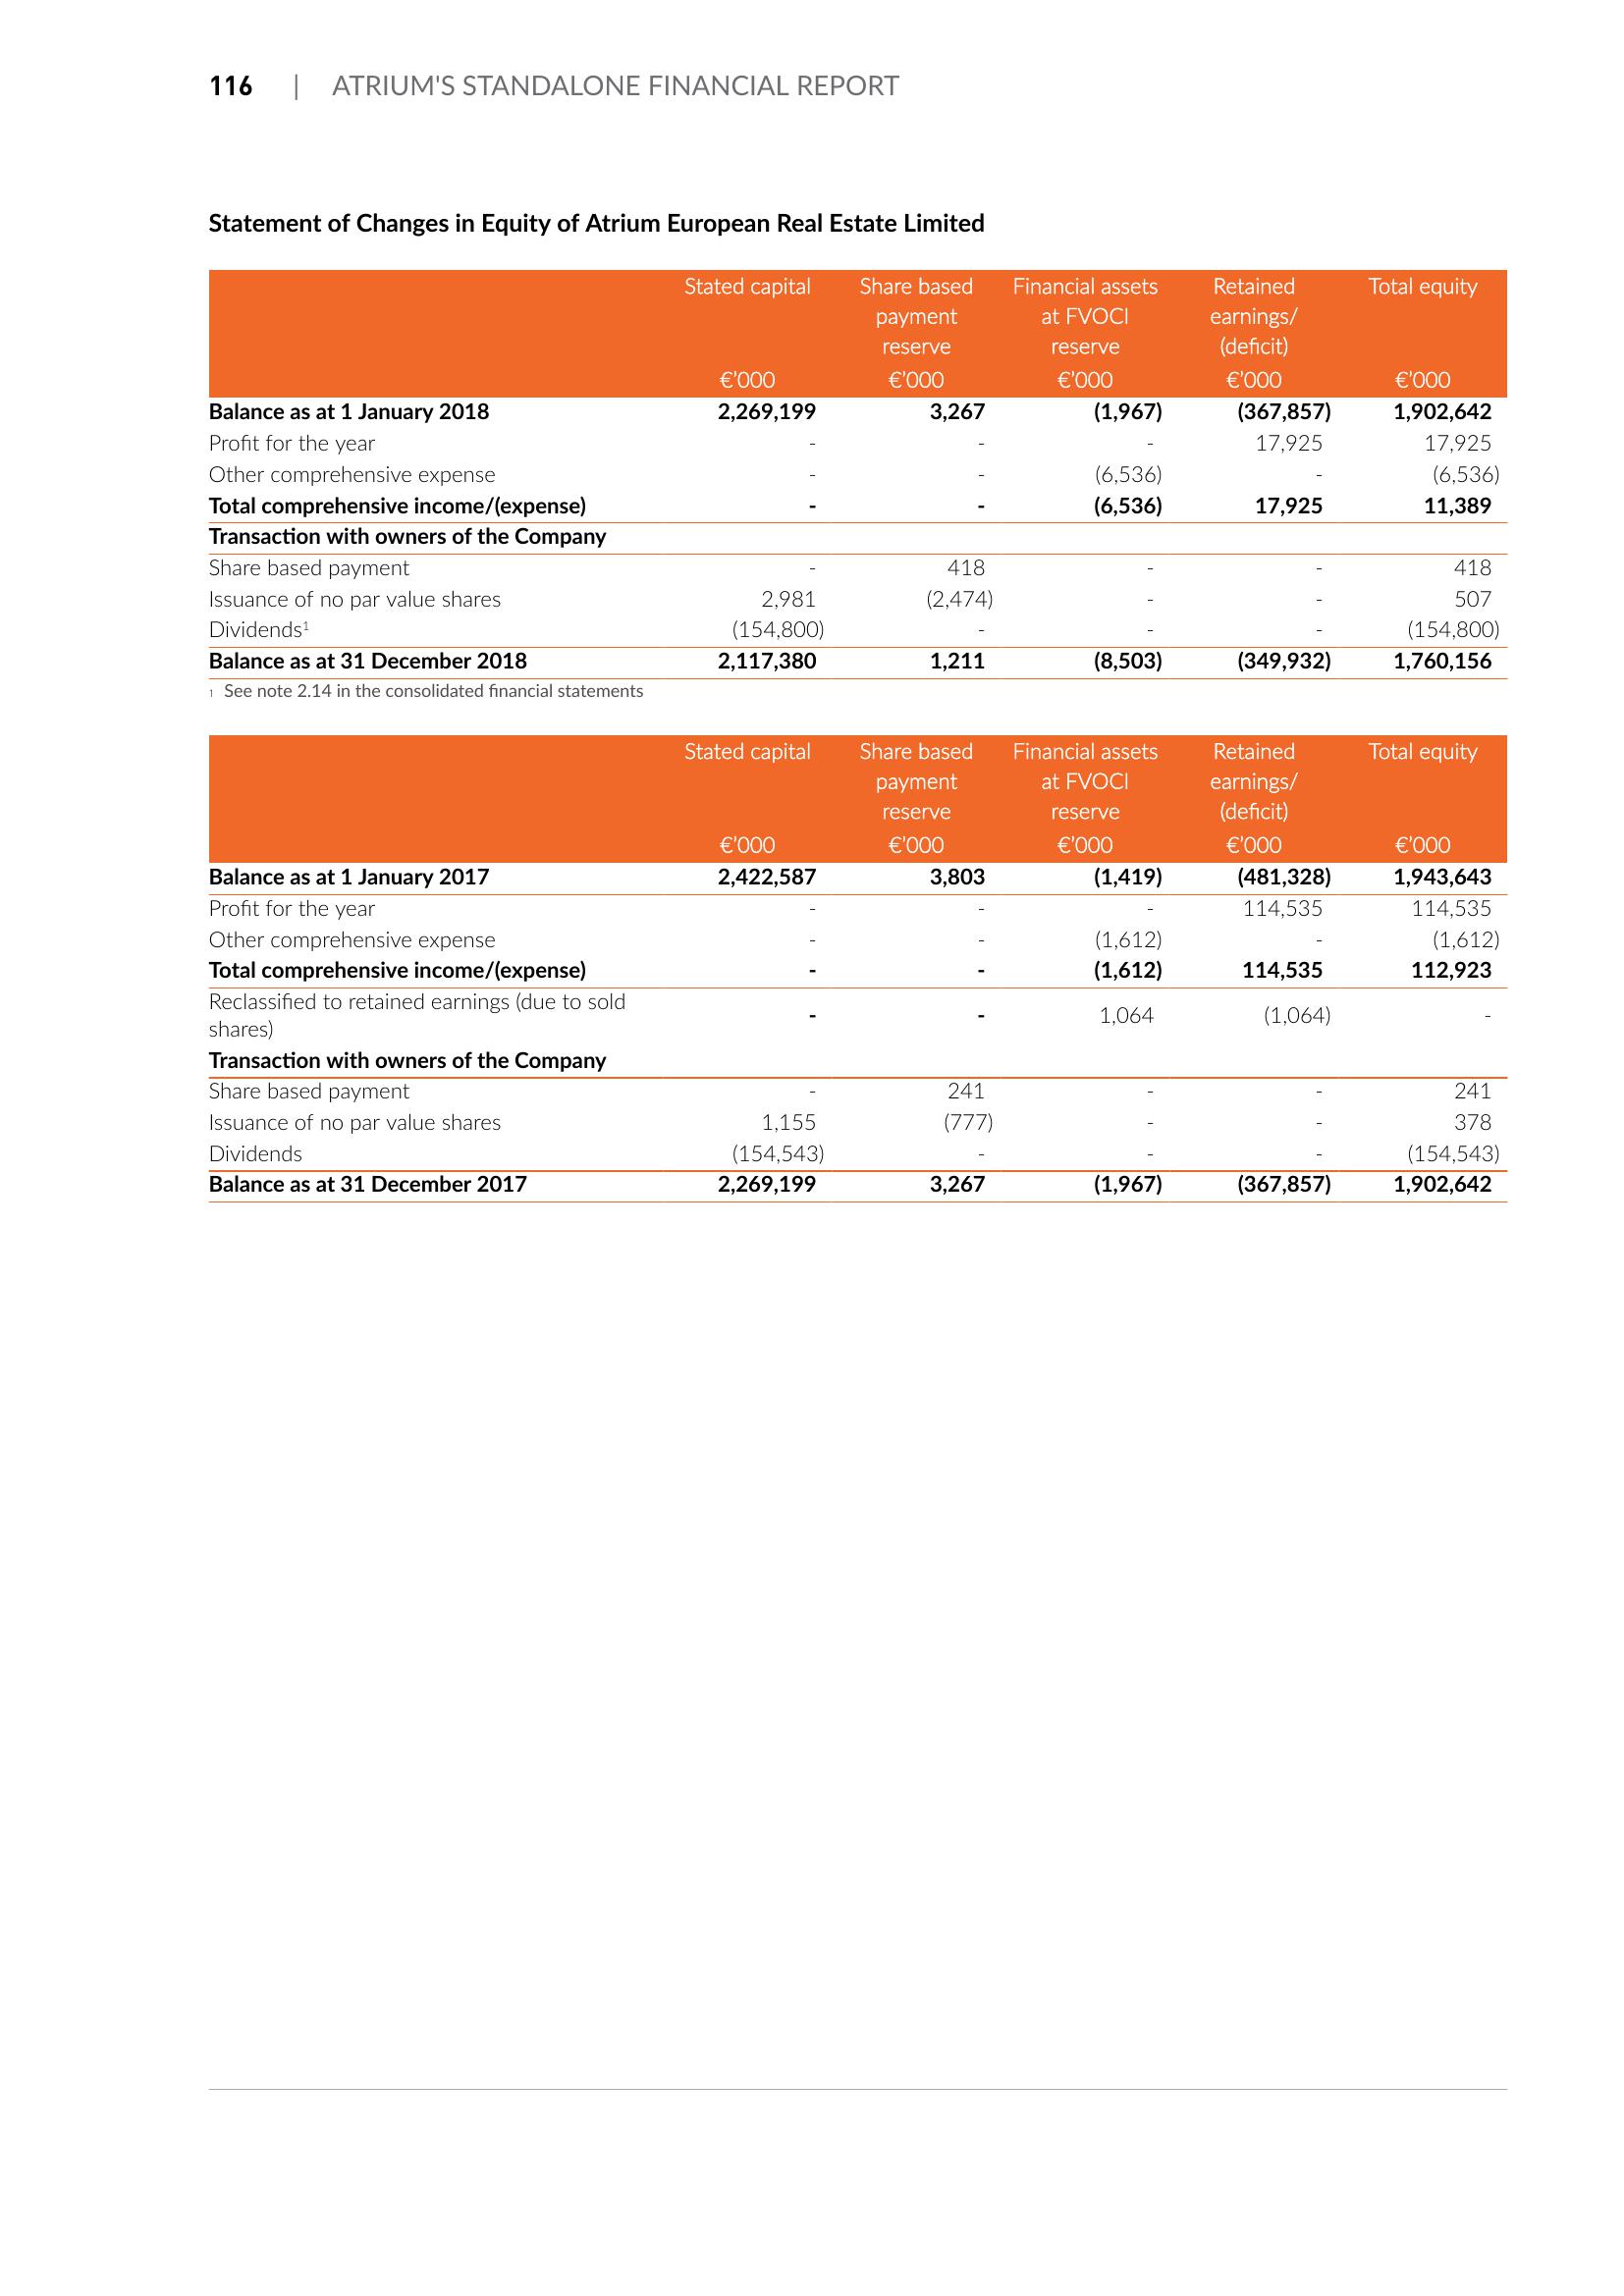 116 | ATRIUM'S STANDALONE FINANCIAL REPORT
Statement of Changes in Equity of Atrium European Real Estate Limited
Stated capital Share based Financial assets Retained Total equity
payment at FVOCI earnings/
reserve reserve (deficit)
€'000 €'000 €'000 €'000 €'000
Balance as at 1 January 2018 2,269,199 3,267 (1,967) (367,857) 1,902,642
Profit for the year - - - 17,925 17,925
Other comprehensive expense - - (6,536) - (6,536)
Total comprehensive income/(expense) - - (6,536) 17,925 11,389
Transaction with owners of the Company
Share based payment - 418 - - 418
Issuance of no par value shares 2,981 (2,474) - - 507
Dividends¹ (154,800) - - - (154,800)
Balance as at 31 December 2018 2,117,380 1,211 (8,503) (349,932) 1,760,156
1 See note 2.14 in the consolidated financial statements
Stated capital Share based Financial assets Retained Total equity
payment at FVOCI earnings/
reserve reserve (deficit)
€'000 €'000 €'000 €'000 €'000
Balance as at 1 January 2017 2,422,587 3,803 (1,419) (481,328) 1,943,643
Profit for the year - - - 114,535 114,535
Other comprehensive expense - - (1,612) - (1,612)
Total comprehensive income/(expense) - - (1,612) 114,535 112,923
Reclassified to retained earnings (due to sold
shares) - - 1,064 (1,064) -
Transaction with owners of the Company
Share based payment - 241 - - 241
Issuance of no par value shares 1,155 (777) - - 378
Dividends (154,543) - - - (154,543)
Balance as at 31 December 2017 2,269,199 3,267 (1,967) (367,857) 1,902,642